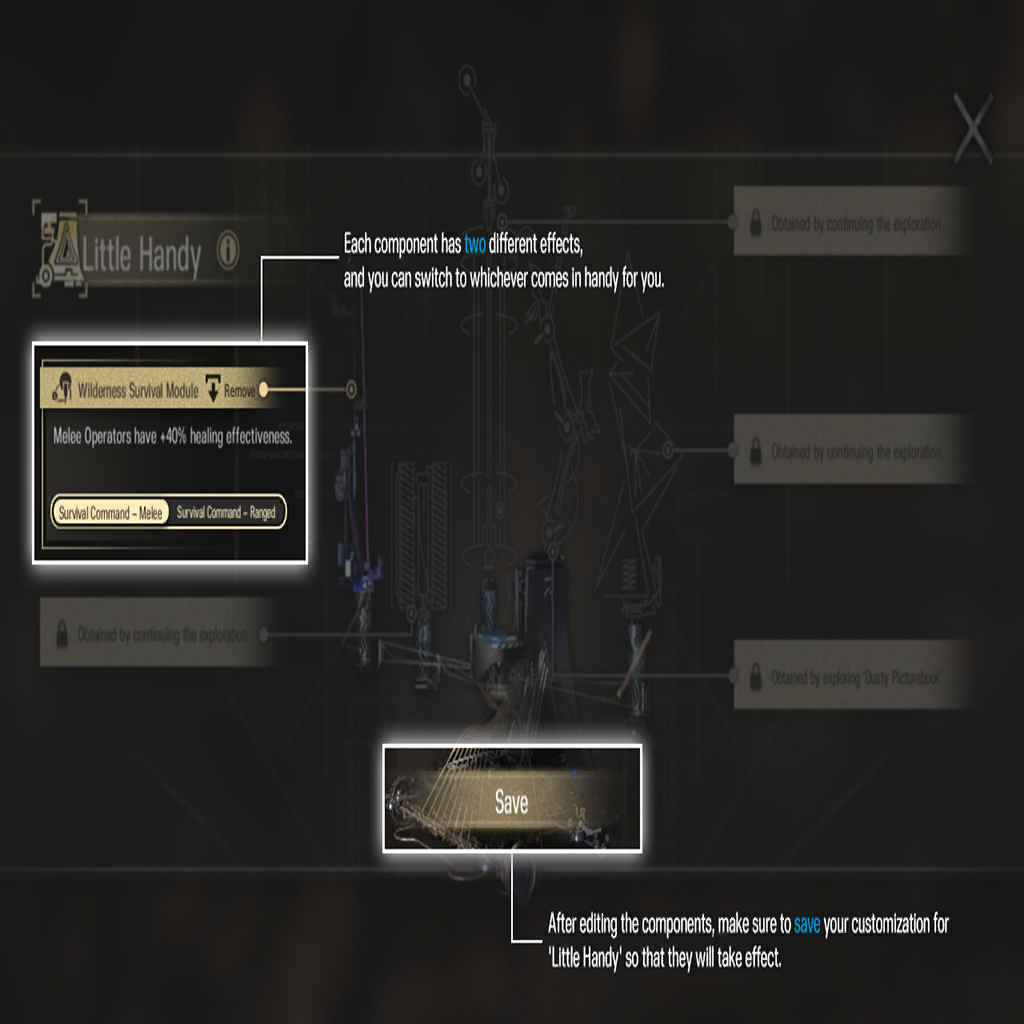 Obtained by continuing the exploration
Little Handy
Each component has two different effects,
and you can switch to whichever comes in handy for you.
Wilderness Survival Module Remove
Melee Operators have +40% healing effectiveness.
Survival Command – Melee Survival Command – Ranged
Obtained by continuing the exploration
Obtained by continuing the exploration
Obtained by exploring 'Dusty Picturebook'
Save
After editing the components, make sure to save your customization for
'Little Handy' so that they will take effect.